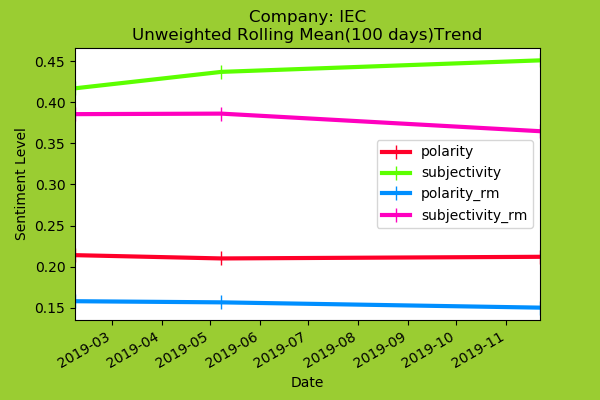 Company: IEC
Unweighted Rolling Mean(100 days)Trend
Sentiment Level
0.45
0.40
0.35
0.30
0.25
0.20
0.15
polarity
subjectivity
polarity_rm
subjectivity_rm
2019-03
2019-04
2019-05
2019-06
2019-07
2019-08
2019-09
2019-10
2019-11
Date